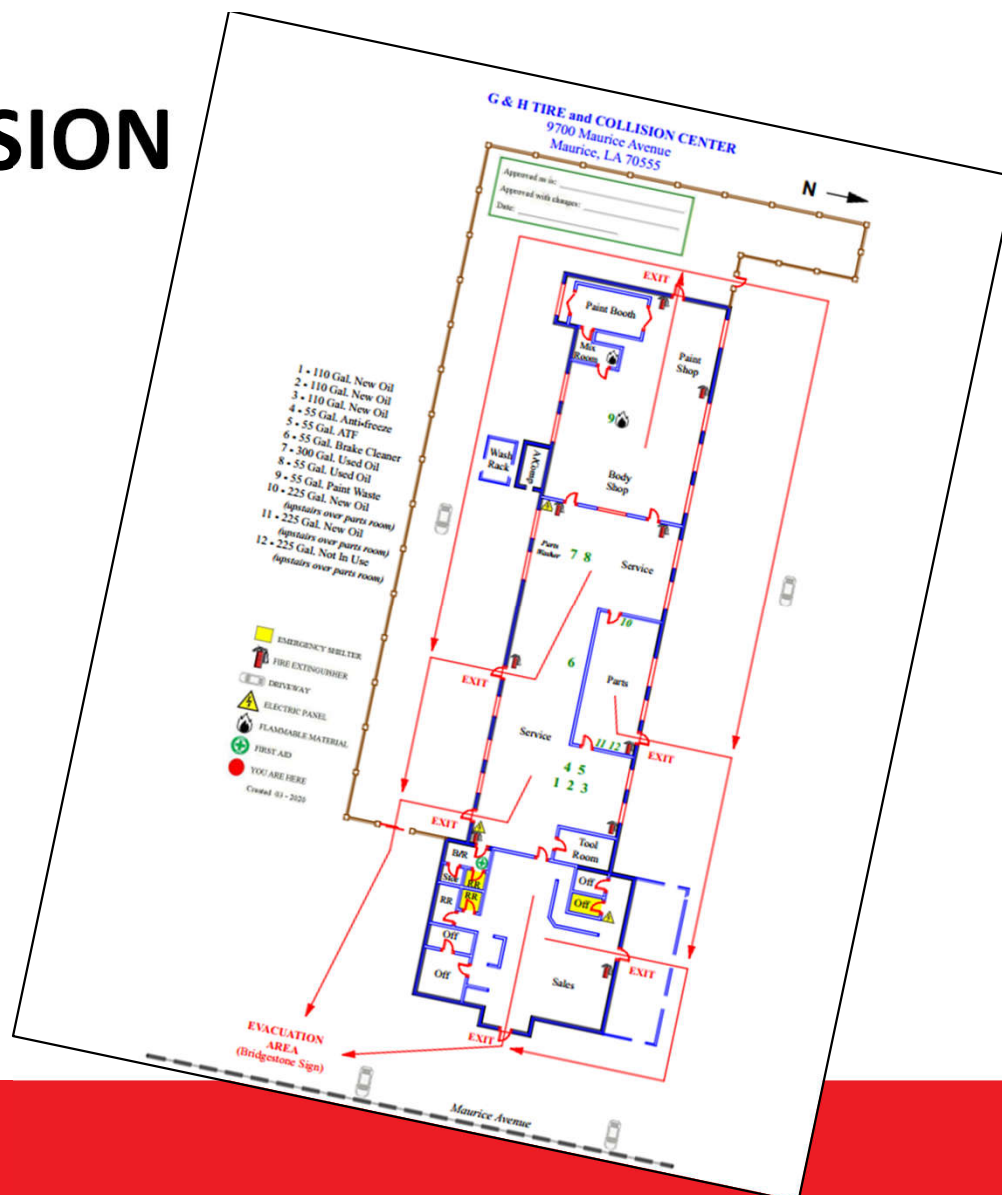 SION
G & H TIRE and COLLISION CENTER
9700 Maurice Avenue
Maurice, LA 70555
N
Approved as is:
Approved with changes:
Date:
EXIT
Paint Booth
Mix
Room
Paint
Shop
9
Wash
Rack
A/Comp
Body
Shop
1 - 110 Gal. New Oil
2 - 110 Gal. New Oil
3 - 110 Gal. New Oil
4 - 55 Gal. Anti-freeze
5 - 55 Gal. ATF
6 - 55 Gal. Brake Cleaner
7 - 300 Gal. Used Oil
8 - 55 Gal. Used Oil
9 - 55 Gal. Paint Waste
10 - 225 Gal. New Oil
(upstairs over parts room)
11 - 225 Gal. New Oil
(upstairs over parts room)
12 - 225 Gal. Not In Use
(upstairs over parts room)
Parts
Washer
7 8
Service
10
6
Parts
EXIT
Service
11 12
EXIT
4 5
1 2 3
EMERGENCY SHELTER
FIRE EXTINGUISHER
DRIVEWAY
ELECTRIC PANEL
FLAMMABLE MATERIAL
FIRST AID
YOU ARE HERE
Created 03 - 2020
EXIT
Tool
Room
B/R
RR
RR
RR
Off
Off
Off
Off
Sales
EXIT
EXIT
EVACUATION
AREA
(Bridgestone Sign)
Maurice Avenue